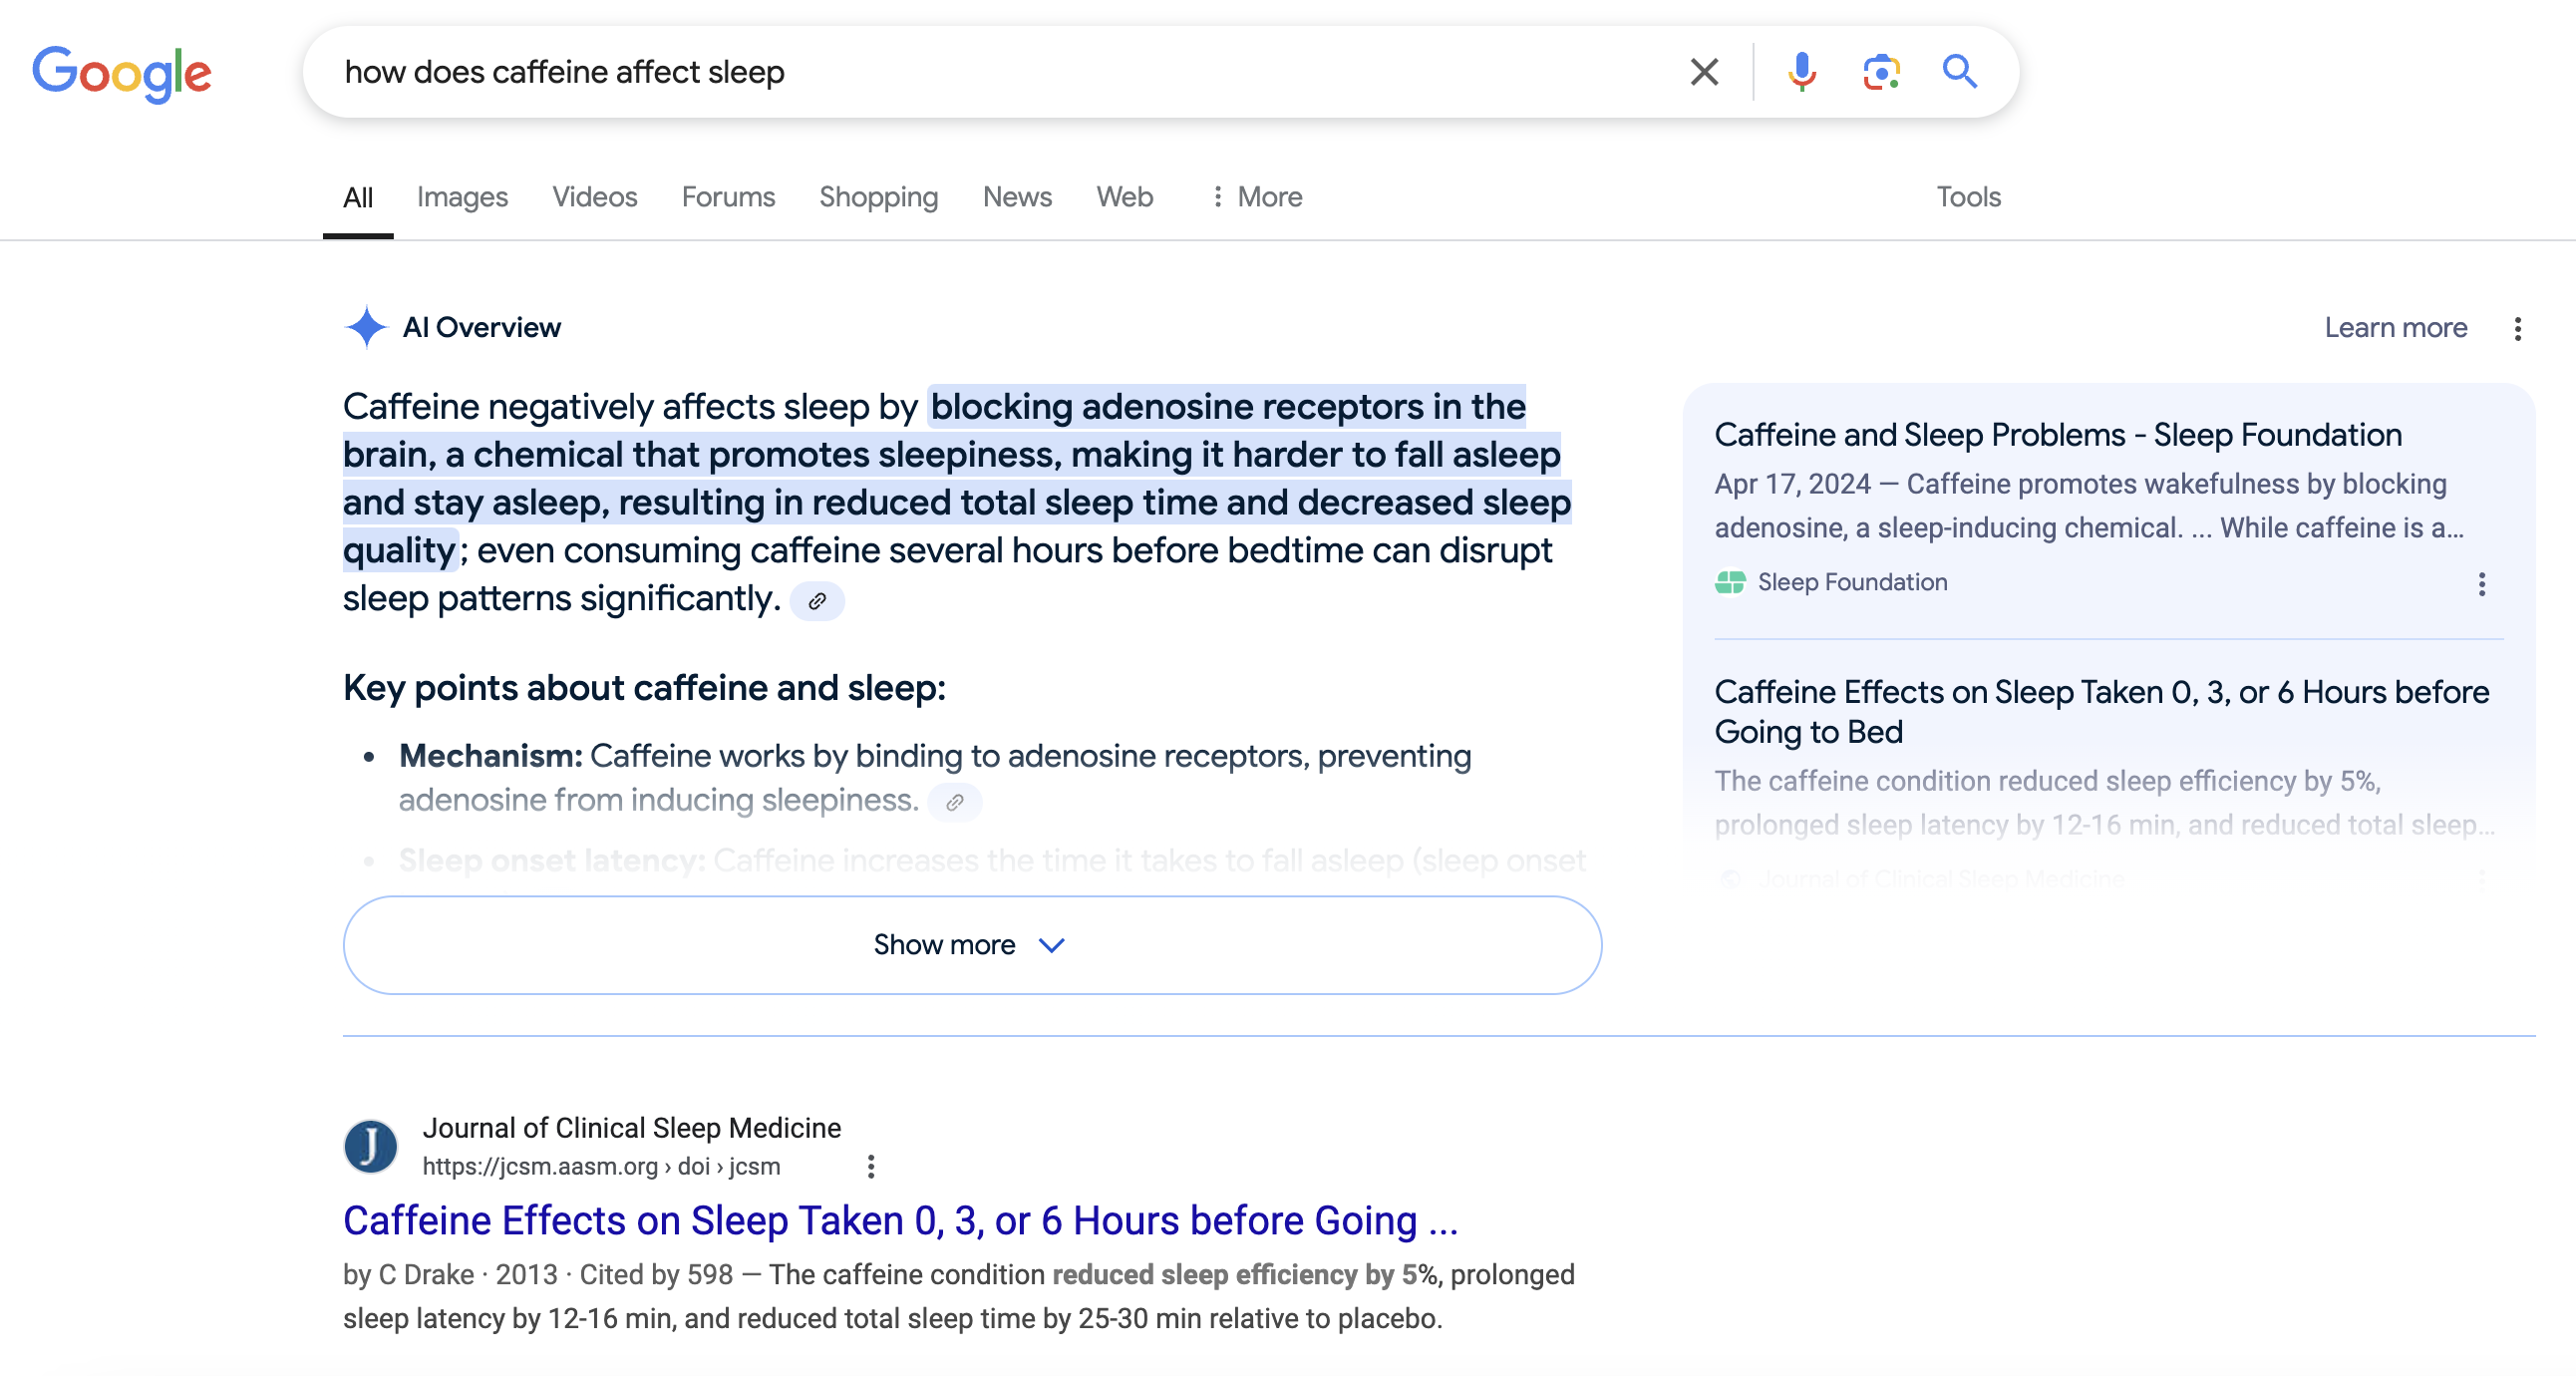 Google
how does caffeine affect sleep
All Images Videos Forums Shopping News Web More Tools
AI Overview
Learn more
Caffeine negatively affects sleep by blocking adenosine receptors in the
brain, a chemical that promotes sleepiness, making it harder to fall asleep
and stay asleep, resulting in reduced total sleep time and decreased sleep
quality; even consuming caffeine several hours before bedtime can disrupt
sleep patterns significantly.
Key points about caffeine and sleep:
• Mechanism: Caffeine works by binding to adenosine receptors, preventing
adenosine from inducing sleepiness.
• Sleep onset latency: Caffeine increases the time it takes to fall asleep (sleep onset
Show more
Caffeine and Sleep Problems - Sleep Foundation
Apr 17, 2024 — Caffeine promotes wakefulness by blocking
adenosine, a sleep-inducing chemical. ... While caffeine is a...
Sleep Foundation
Caffeine Effects on Sleep Taken 0, 3, or 6 Hours before
Going to Bed
The caffeine condition reduced sleep efficiency by 5%,
prolonged sleep latency by 12-16 min, and reduced total sleep...
Journal of Clinical Sleep Medicine
J
Journal of Clinical Sleep Medicine
https://jcsm.aasm.org › doi › jcsm
Caffeine Effects on Sleep Taken 0, 3, or 6 Hours before Going ...
by C Drake · 2013 · Cited by 598 — The caffeine condition reduced sleep efficiency by 5%, prolonged
sleep latency by 12-16 min, and reduced total sleep time by 25-30 min relative to placebo.